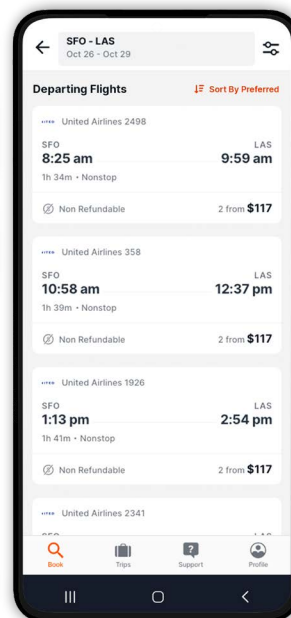 SFO - LAS
Oct 26 - Oct 29
Departing Flights
Sort By Preferred
United Airlines 2498
SFO LAS
8:25 am 9:59 am
1h 34m • Nonstop
Non Refundable 2 from $117
United Airlines 358
SFO LAS
10:58 am 12:37 pm
1h 39m • Nonstop
Non Refundable 2 from $117
United Airlines 1926
SFO LAS
1:13 pm 2:54 pm
1h 41m • Nonstop
Non Refundable 2 from $117
United Airlines 2341
Book Trips Support Profile